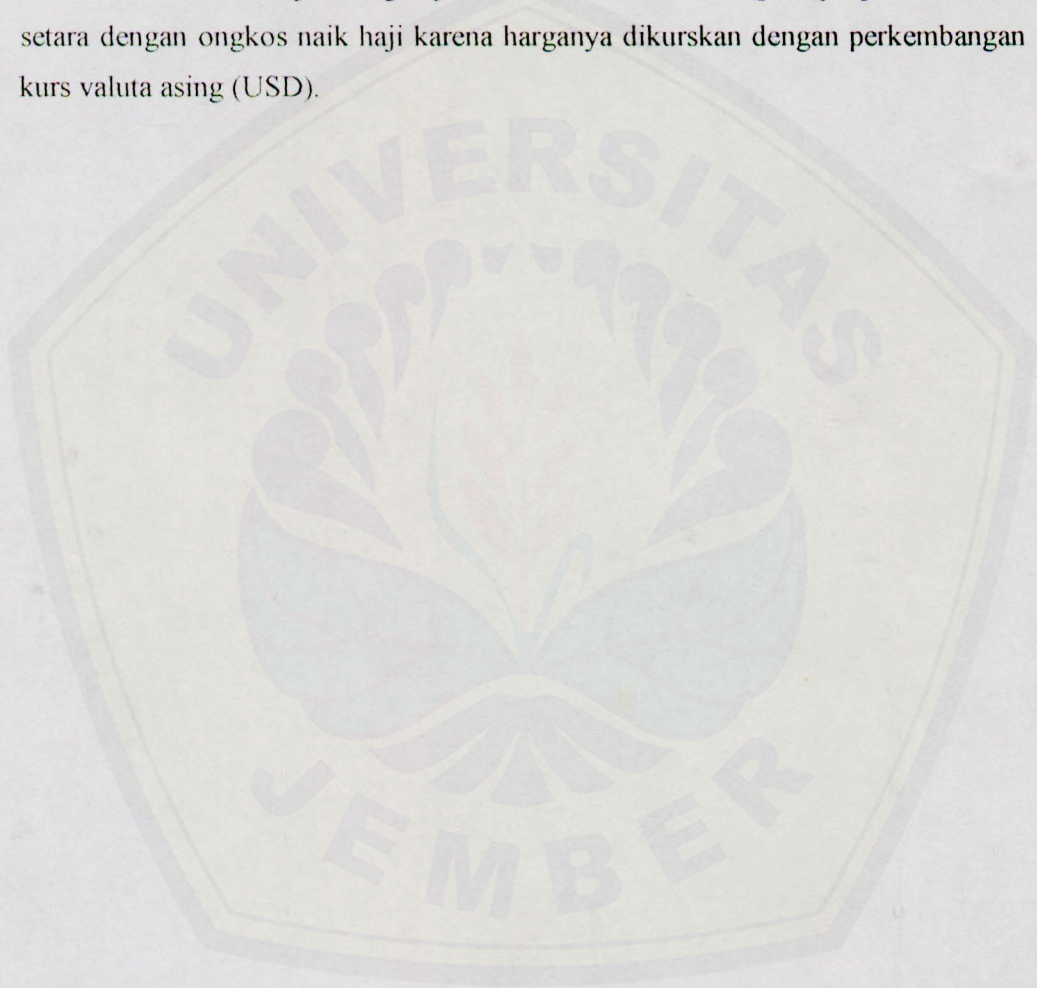 setara dengan ongkos naik haji karena harganya dikurskan dengan perkembangan
kurs valuta asing (USD).
UNIVERSITAS
JEMBER